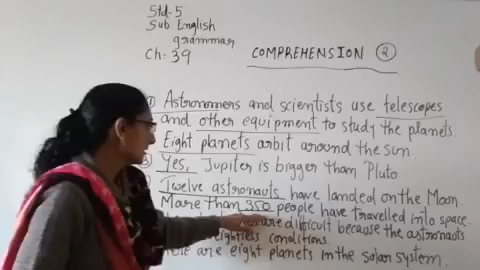 Std-5
Sub English
grammar
Ch-39
COMPREHENSION 2
1) Astronomers and scientists use telescopes
and other equipment to study the planets.
Eight planets orbit around the sun.
Yes, Jupiter is bigger than Pluto
Twelve astronauts have landed on the Moon
More than 350 people have travelled into space.
are difficult because the astronauts
conditions.
are eight planets in the solar system.